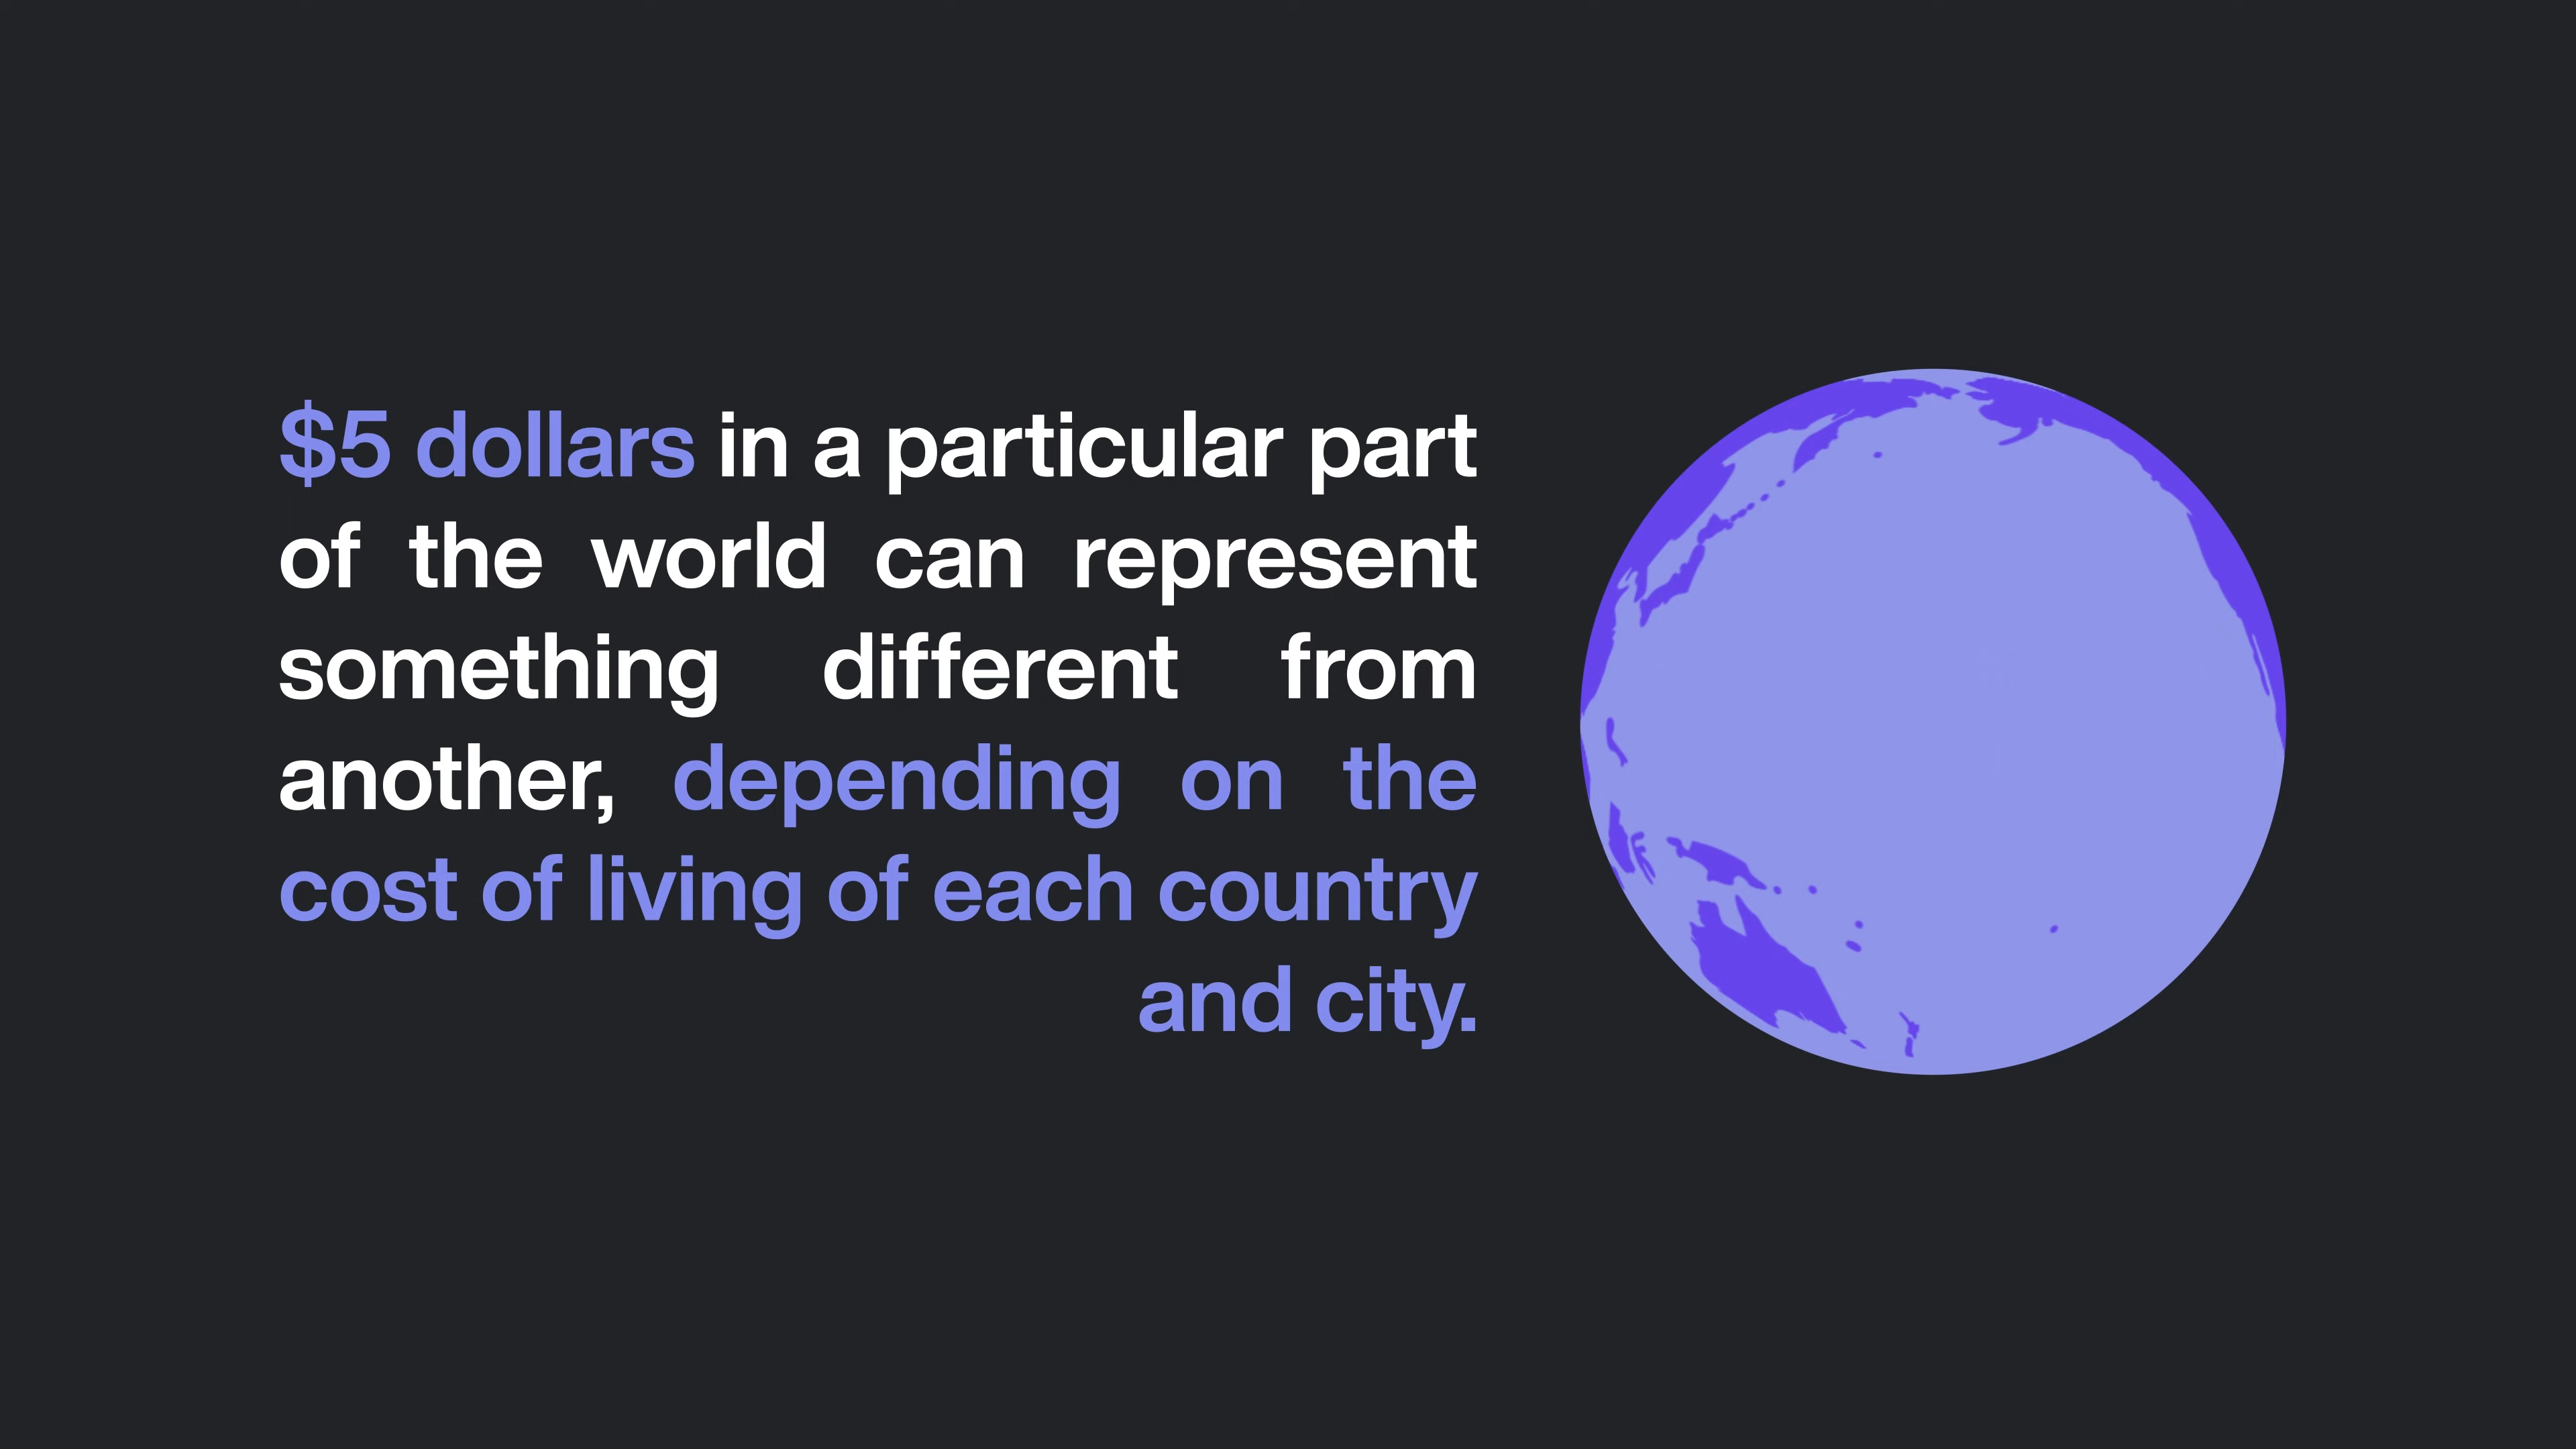 $5 dollars in a particular part
of the world can represent
something different from
another, depending on the
cost of living of each country
and city.